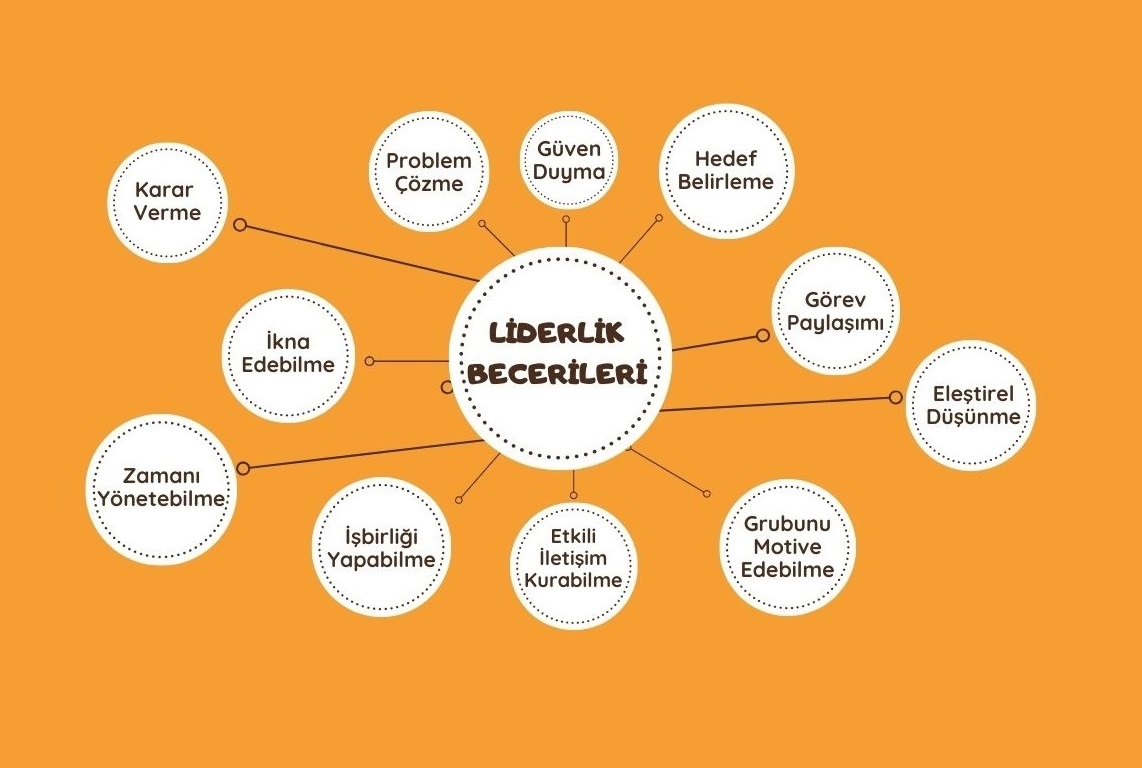 Karar
Verme
Problem
Çözme
Güven
Duyma
Hedef
Belirleme
Görev
Paylaşımı
Eleştirel
Düşünme
LİDERLİK
BECERİLERİ
İkna
Edebilme
Zamanı
Yönetebilme
İşbirliği
Yapabilme
Etkili
İletişim
Kurabilme
Grubunu
Motive
Edebilme